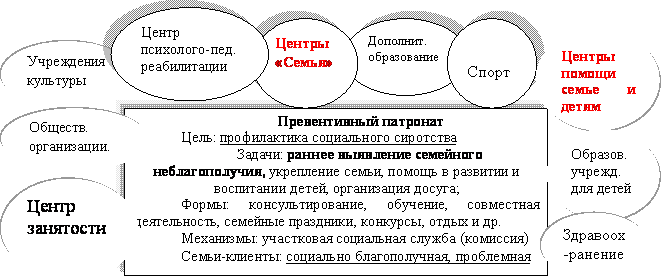 Центр
психолого-пед.
реабилитации
Центры
«Семья»
Дополнит.
образование
Спорт
Учреждения
культуры
Центры
помощи
семье и
детям
Обществ.
организации.
Образов.
учрежд.
для детей
Центр
занятости
Здравоох
-ранение
Превентивный патронат
Цель: профилактика социального сиротства
Задачи: раннее выявление семейного
неблагополучия, укрепление семьи, помощь в развитии и
воспитании детей, организация досуга;
Формы: консультирование, обучение, совместная
деятельность, семейные праздники, конкурсы, отдых и др.
Механизмы: участковая социальная служба (комиссия)
Семьи-клиенты: социально благополучная, проблемная